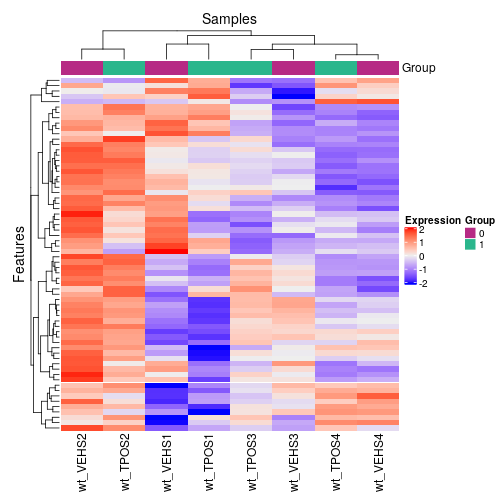 Samples
Group
Features
Expression
2
1
0
-1
-2
Group
0
1
wt_VEHS2
wt_TPOS2
wt_VEHS1
wt_TPOS1
wt_TPOS3
wt_VEHS3
wt_TPOS4
wt_VEHS4